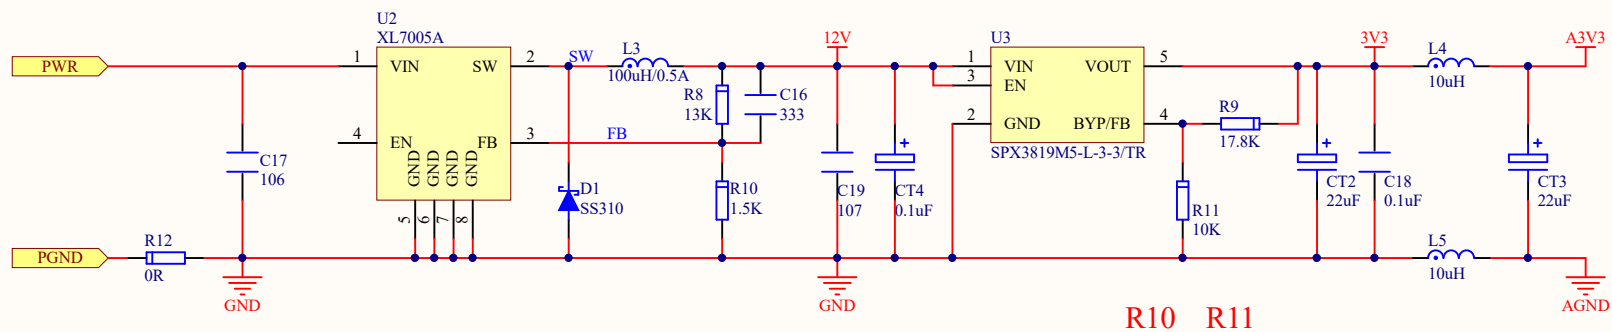 U2
XL7005A
PWR
1
VIN
SW
2
SW
L3
100uH/0.5A
12V
U3
1
VIN
3
EN
VOUT
5
3V3
L4
10uH
A3V3
R8
13K
C16
333
R9
17.8K
2
GND
BYP/FB
4
SPX3819M5-L-3-3/TR
4
EN
FB
3
FB
GND
GND
GND
GND
5
6
7
8
C17
106
D1
SS310
R10
1.5K
C19
107
CT4
0.1uF
R11
10K
CT2
22uF
C18
0.1uF
CT3
22uF
PGND
R12
0R
L5
10uH
GND
GND
AGND
R10 R11